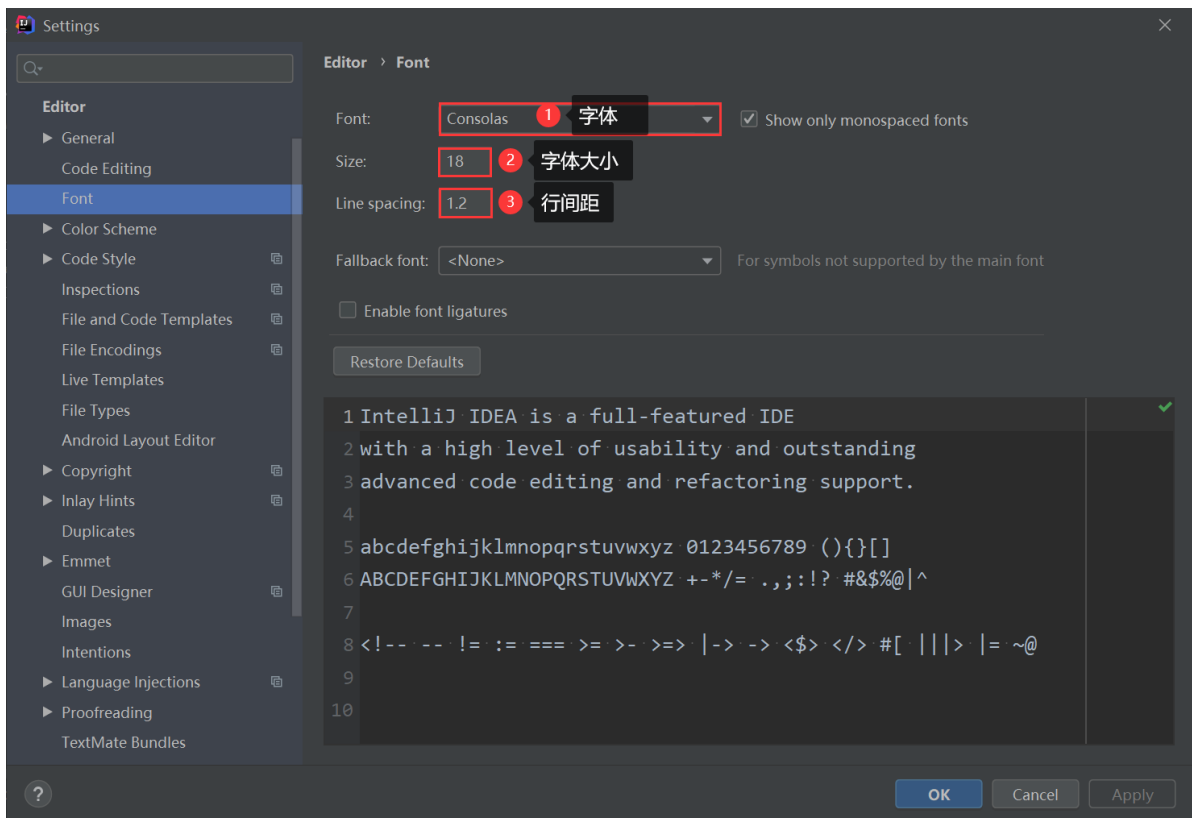 Settings
Editor › Font
Editor
General
Code Editing
Font
Color Scheme
Code Style
Inspections
File and Code Templates
File Encodings
Live Templates
File Types
Android Layout Editor
Copyright
Inlay Hints
Duplicates
Emmet
GUI Designer
Images
Intentions
Language Injections
Proofreading
TextMate Bundles
Font: Consolas 1 字体 Show only monospaced fonts
Size: 18 2 字体大小
Line spacing: 1.2 3 行间距
Fallback font: <None> For symbols not supported by the main font
Enable font ligatures
Restore Defaults
1 IntelliJ IDEA is a full-featured IDE
2 with a high level of usability and outstanding
3 advanced code editing and refactoring support.
4
5 abcdefghijklmnopqrstuvwxyz 0123456789 (){}[]
6 ABCDEFGHIJKLMNOPQRSTUVWXYZ +-*/= .,;:!? #&$%@|^
7
8 <!-- -- != := === >= >- >=> |-> -> <$> </> #[ |||> |= ~@
9
10
? OK Cancel Apply